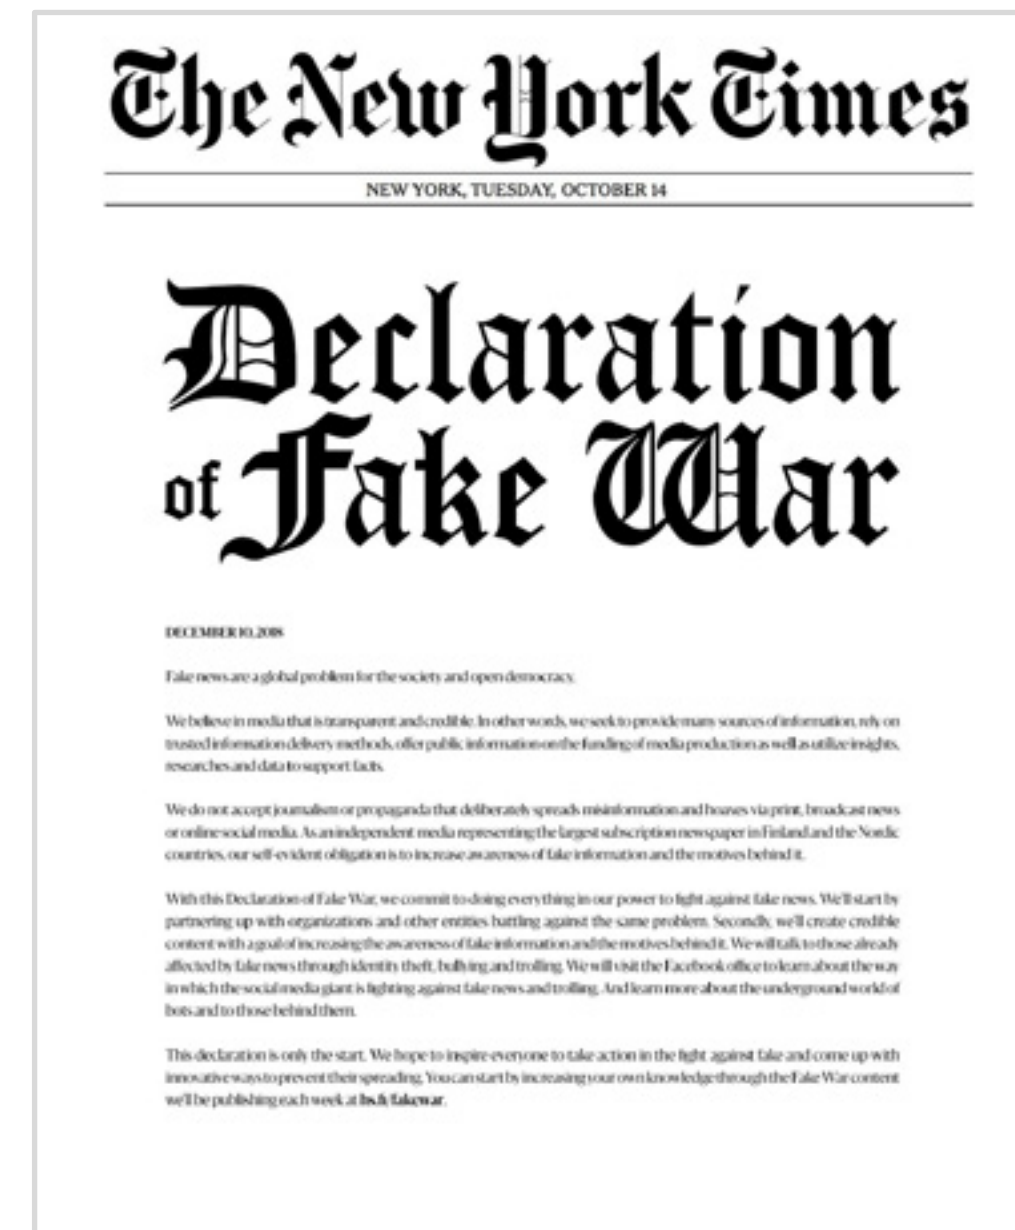 The New York Times
NEW YORK, TUESDAY, OCTOBER 14
Declaration
of Fake War
DECEMBER 10, 2018
Fake news are a global problem for the society and open democracy.
We believe in media that is transparent and credible. In other words, we seek to provide many sources of information, rely on
trusted information delivery methods, offer public information on the funding of media production as well as utilize insights,
researches and data to support facts.
We do not accept journalism or propaganda that deliberately spreads misinformation and hoaxes via print, broadcast news
or online social media. As an independent media representing the largest subscription newspaper in Finland and the Nordic
countries, our self-evident obligation is to increase awareness of fake information and the motives behind it.
With this Declaration of Fake War, we commit to doing everything in our power to fight against fake news. We'll start by
partnering up with organizations and other entities battling against the same problem. Secondly, we'll create credible
content with a goal of increasing the awareness of fake information and the motives behind it. We will talk to those already
affected by fake news through identity theft, bullying and trolling. We will visit the Facebook office to learn about the way
in which the social media giant is fighting against fake news and trolling. And learn more about the underground world of
bots and to those behind them.
This declaration is only the start. We hope to inspire everyone to take action in the fight against fake and come up with
innovative ways to prevent their spreading. You can start by increasing your own knowledge through the Fake War content
we'll be publishing each week at hs.fi/fakewar.